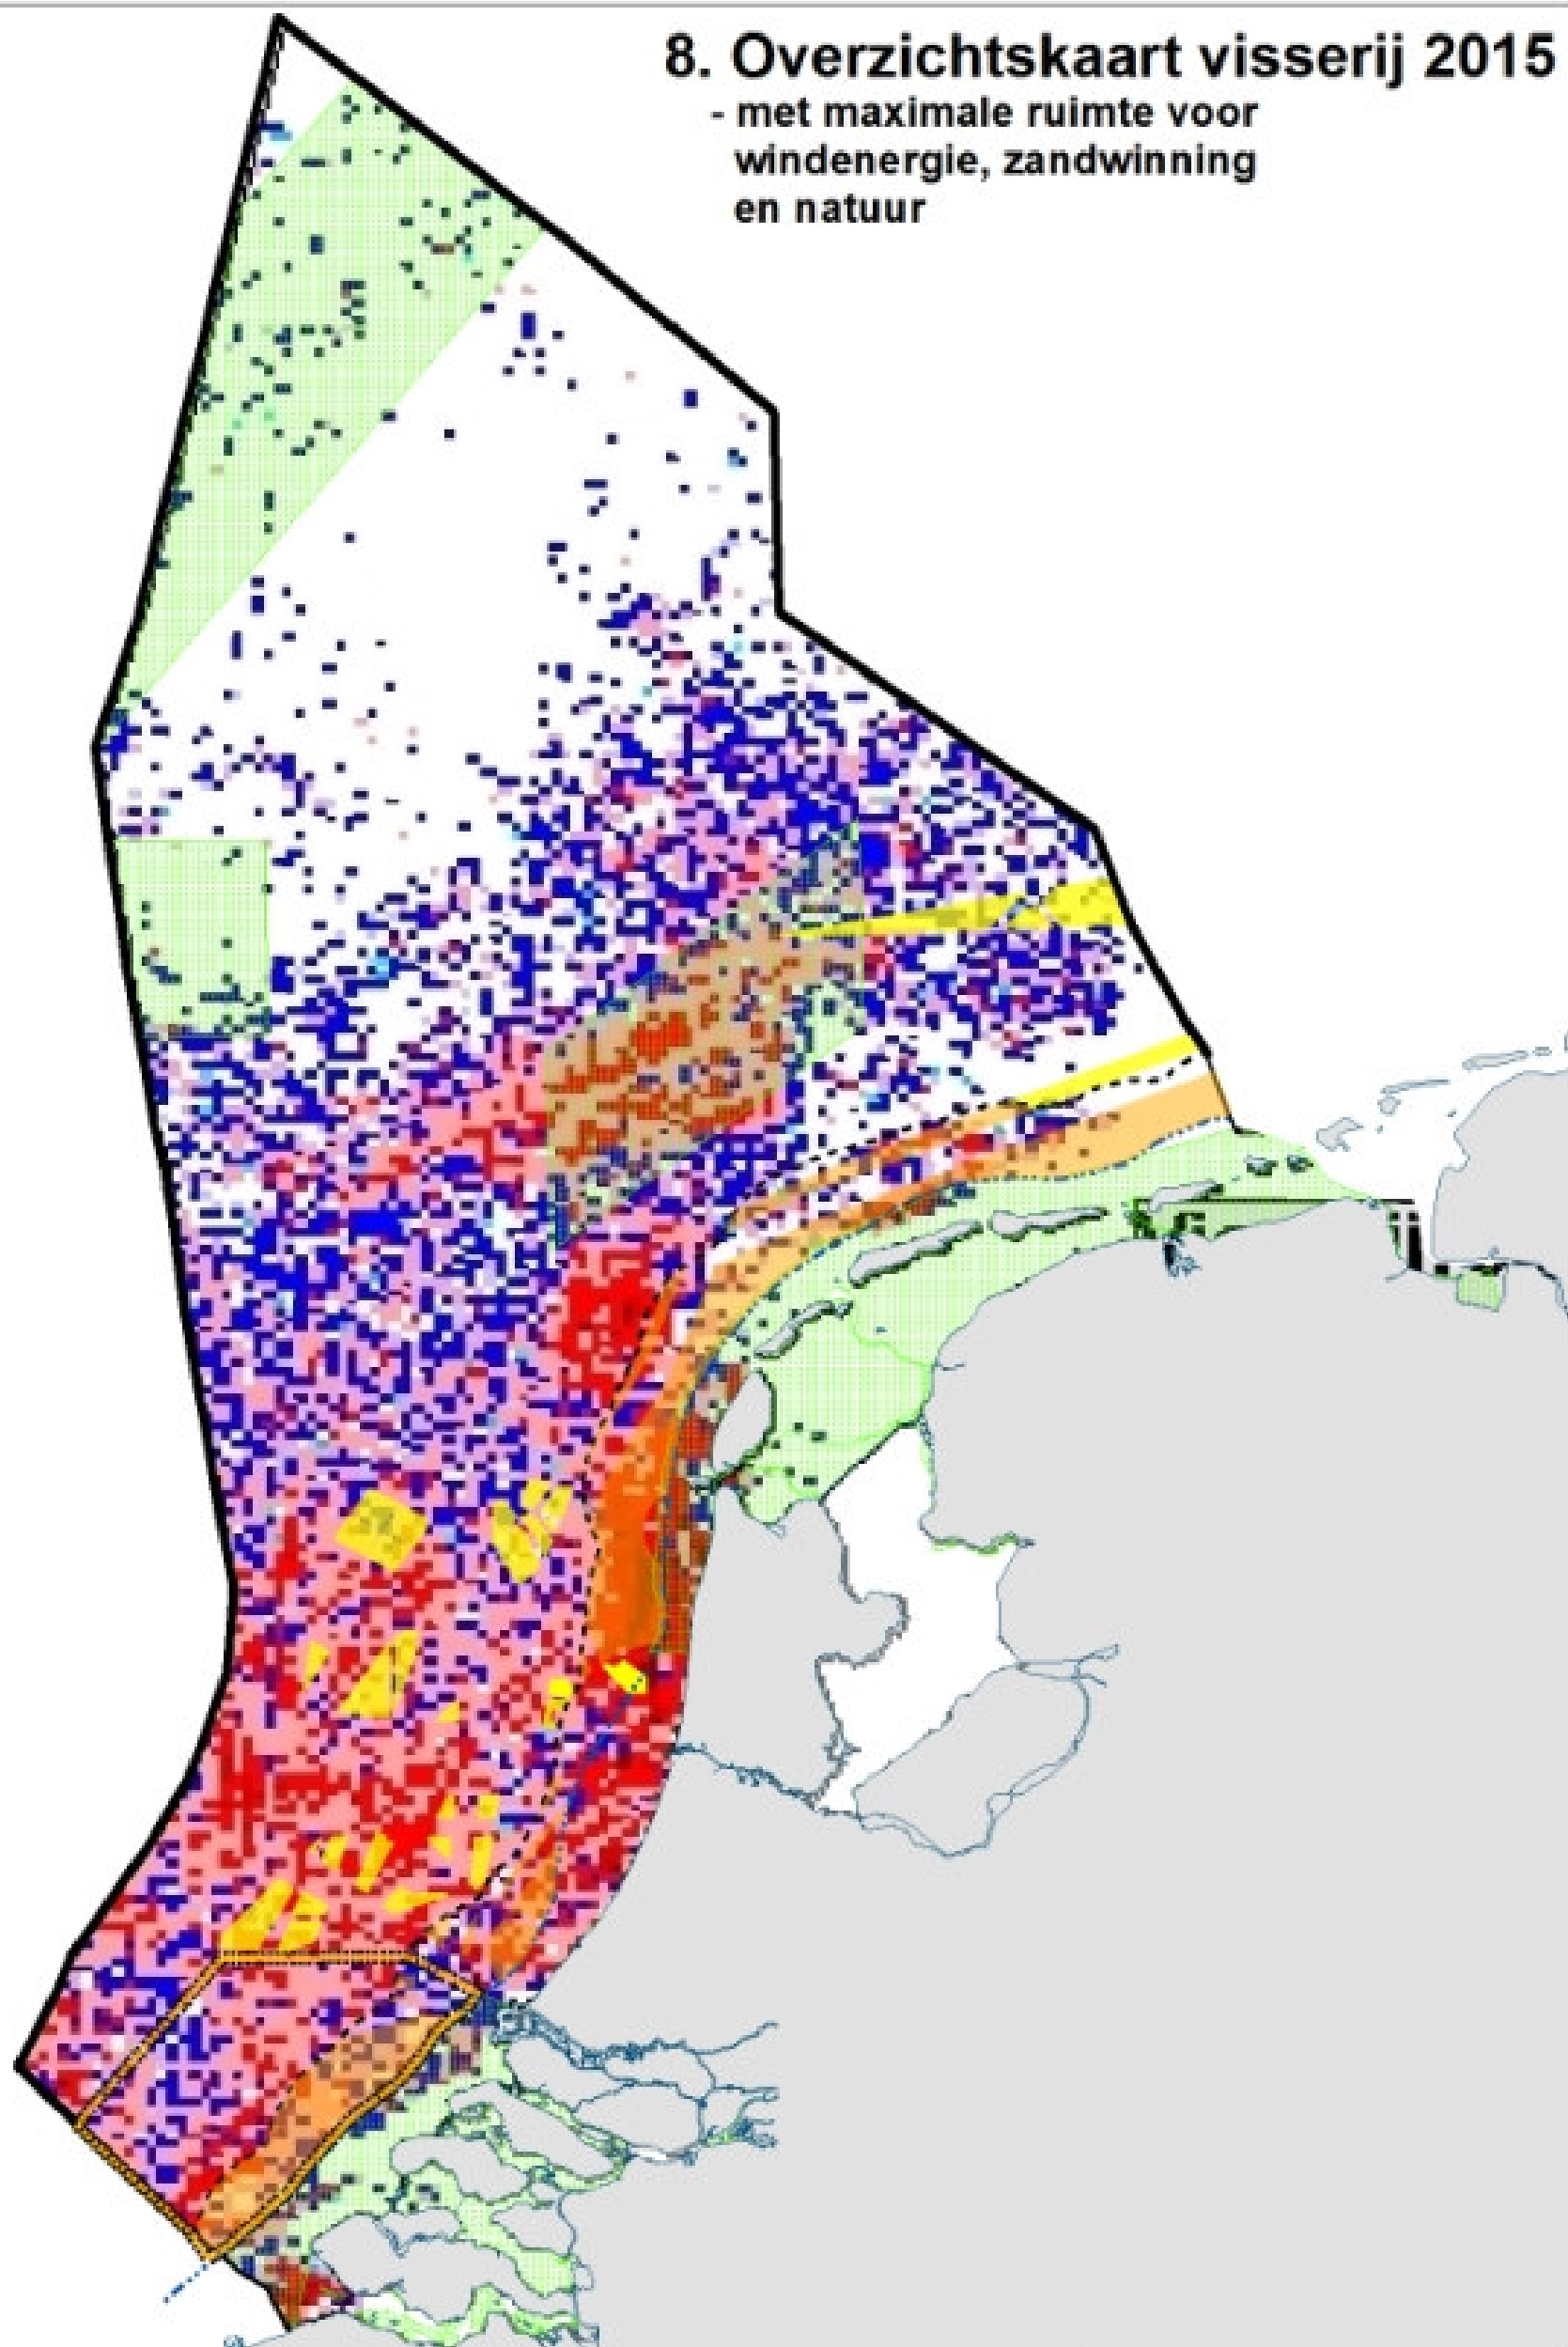 8. Overzichtskaart visserij 2015
- met maximale ruimte voor
windenergie, zandwinning
en natuur